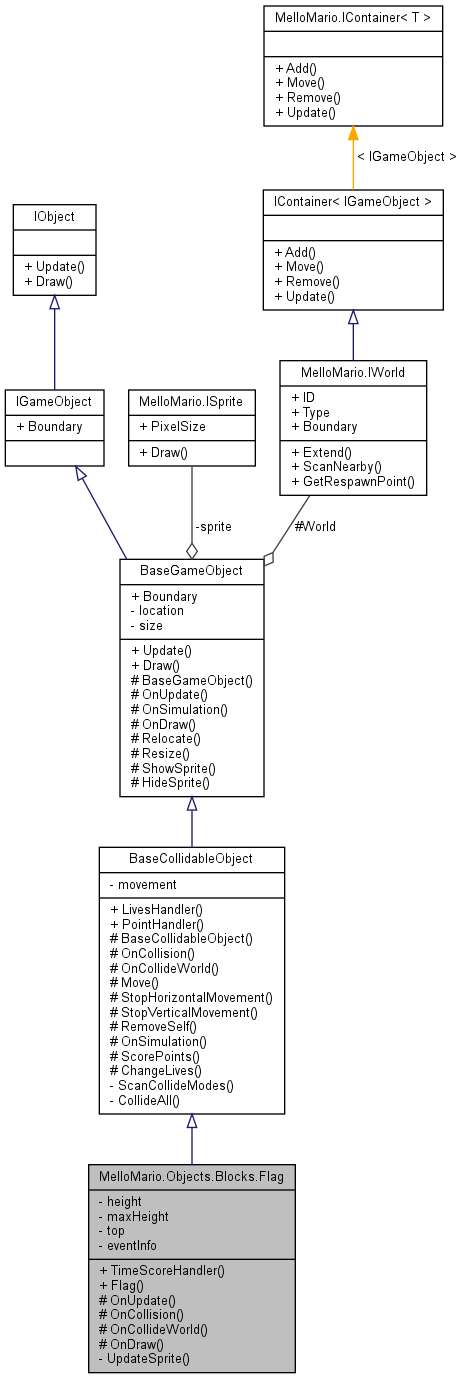 MelloMario.IContainer< T >
+ Add()
+ Move()
+ Remove()
+ Update()
< IGameObject >
IContainer< IGameObject >
+ Add()
+ Move()
+ Remove()
+ Update()
IObject
+ Update()
+ Draw()
MelloMario.IWorld
+ ID
+ Type
+ Boundary
+ Extend()
+ ScanNearby()
+ GetRespawnPoint()
IGameObject
+ Boundary
MelloMario.ISprite
+ PixelSize
+ Draw()
-sprite
#World
BaseGameObject
+ Boundary
- location
- size
+ Update()
+ Draw()
# BaseGameObject()
# OnUpdate()
# OnSimulation()
# OnDraw()
# Relocate()
# Resize()
# ShowSprite()
# HideSprite()
BaseCollidableObject
- movement
+ LivesHandler()
+ PointHandler()
# BaseCollidableObject()
# OnCollision()
# OnCollideWorld()
# Move()
# StopHorizontalMovement()
# StopVerticalMovement()
# RemoveSelf()
# OnSimulation()
# ScorePoints()
# ChangeLives()
- ScanCollideModes()
- CollideAll()
MelloMario.Objects.Blocks.Flag
- height
- maxHeight
- top
- eventInfo
+ TimeScoreHandler()
+ Flag()
# OnUpdate()
# OnCollision()
# OnCollideWorld()
# OnDraw()
- UpdateSprite()